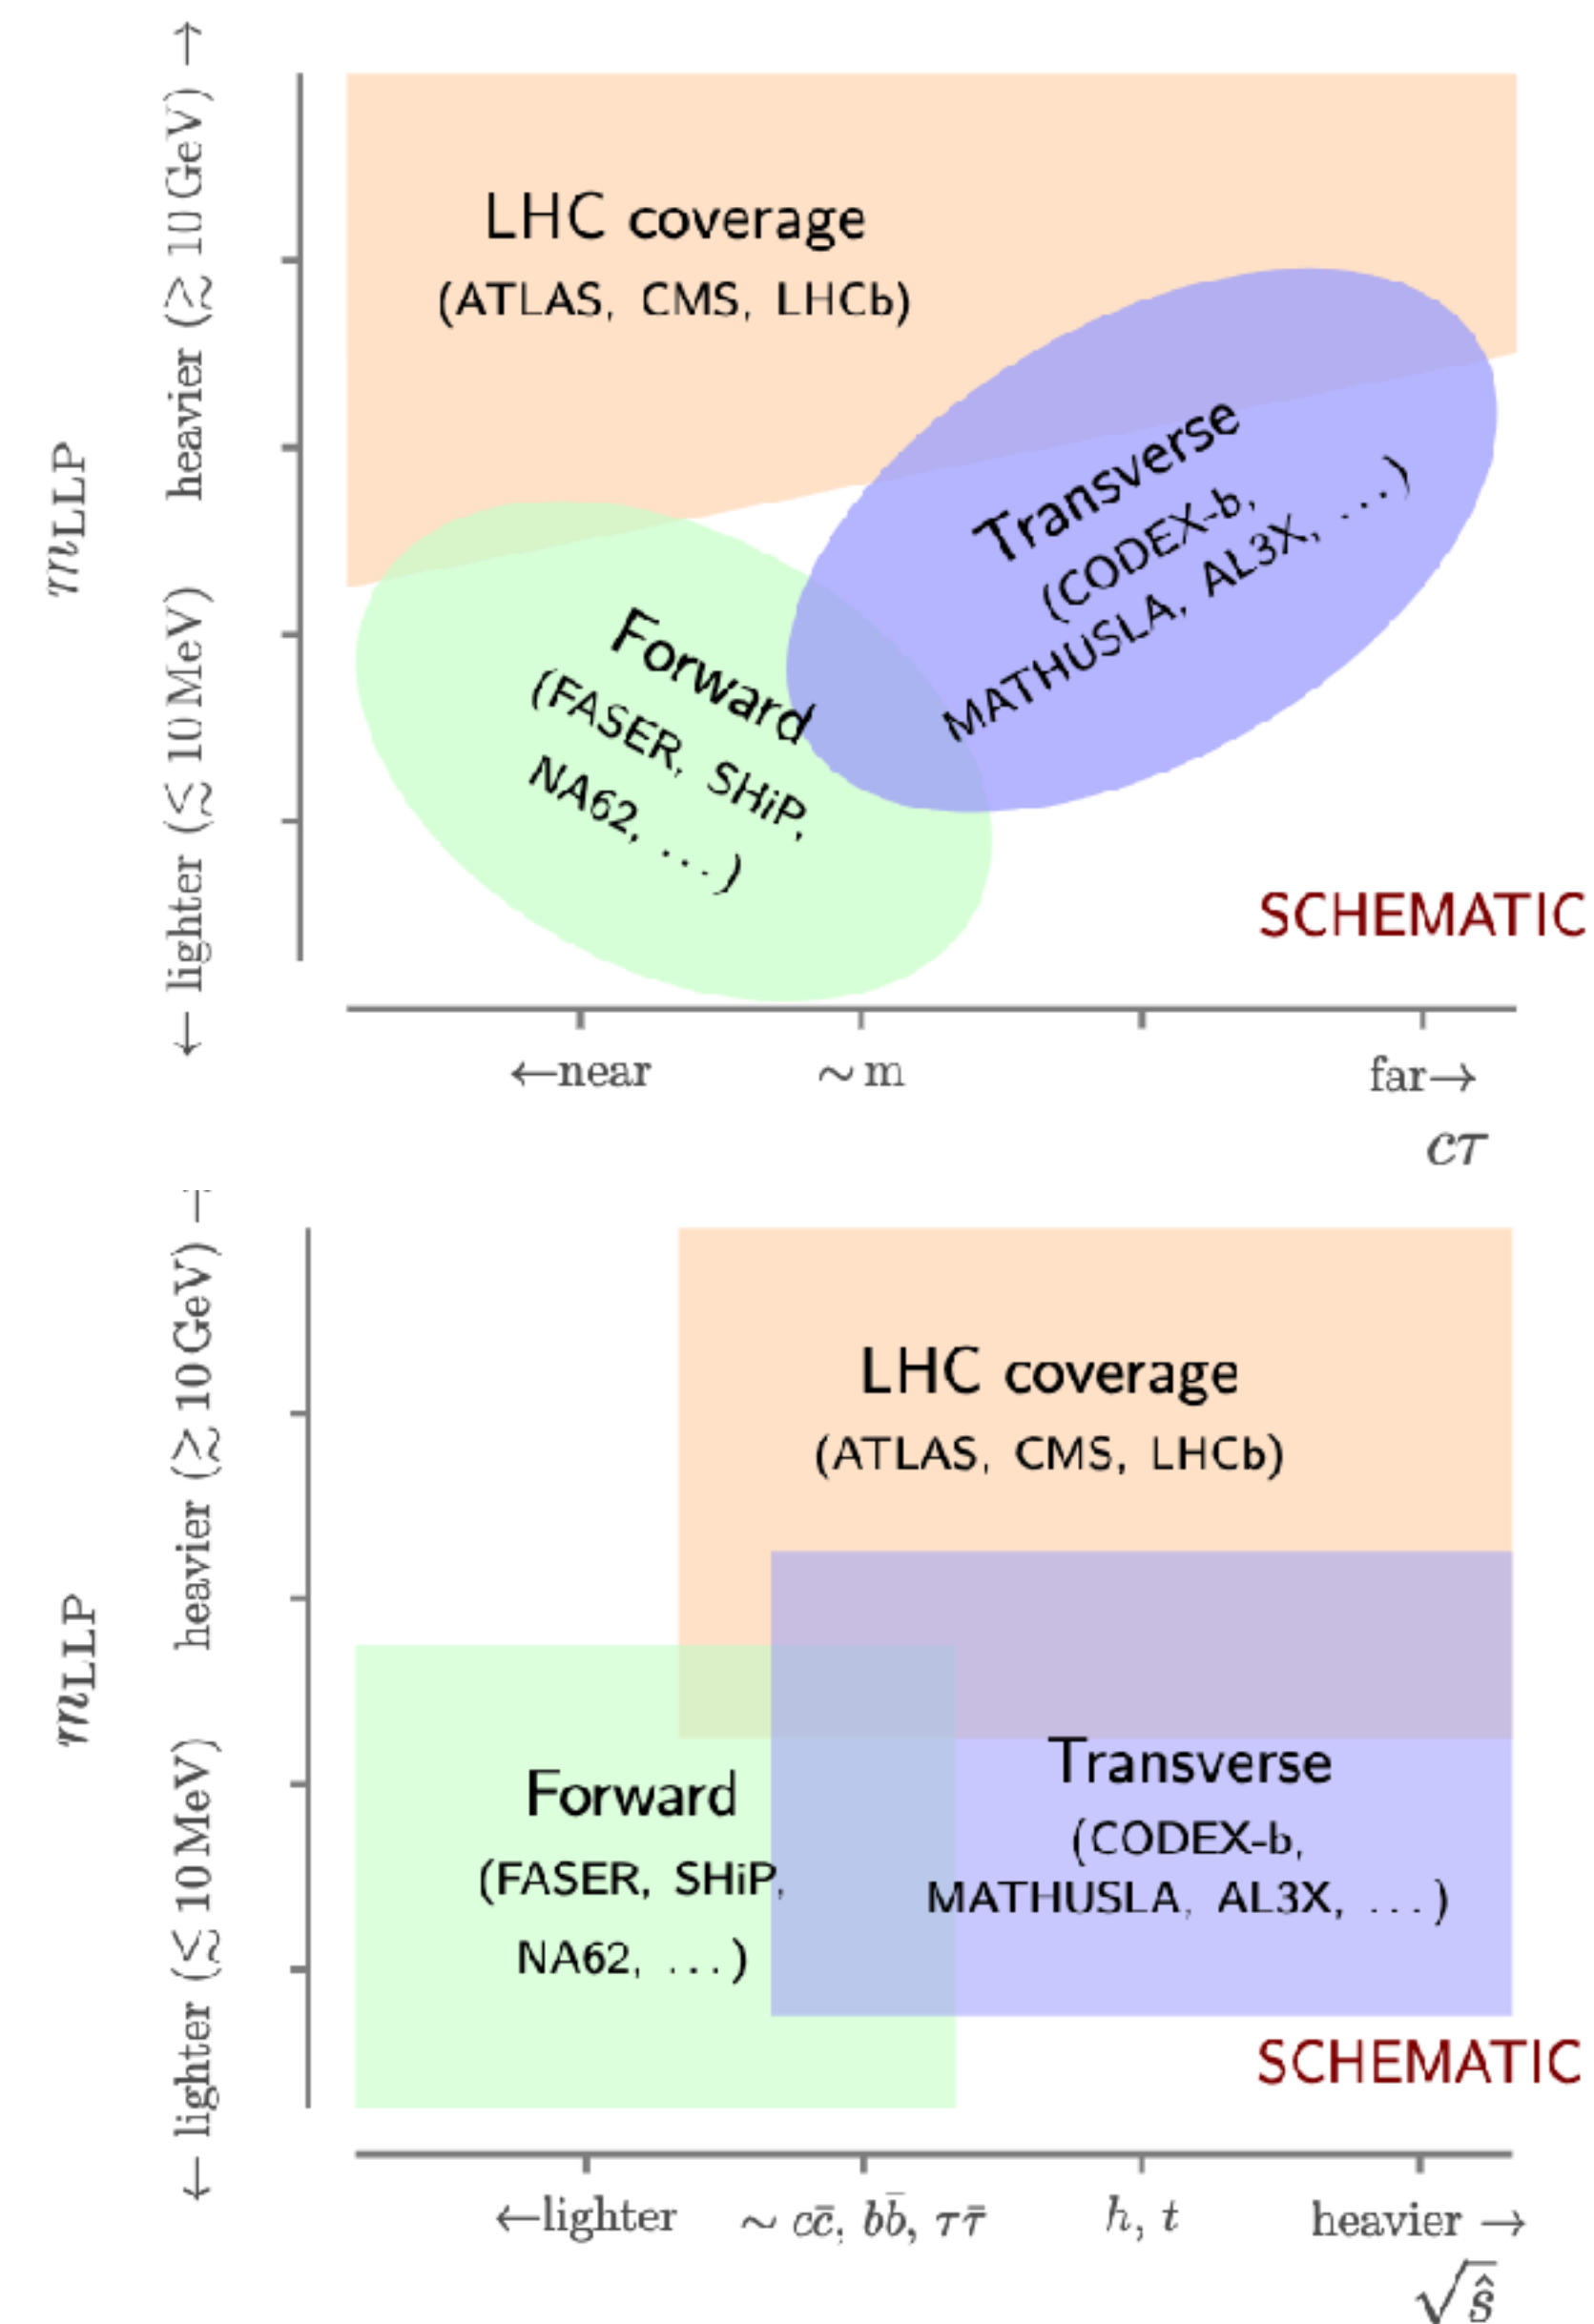 m_LLP
← lighter (≲ 10 MeV) heavier (≳ 10 GeV) →
LHC coverage
(ATLAS, CMS, LHCb)
Transverse
(CODEX-b,
MATHUSLA, AL3X, ...)
Forward
(FASER, SHiP,
NA62, ...)
SCHEMATIC
←near ∼ m far→
cτ
m_LLP
← lighter (≲ 10 MeV) heavier (≳ 10 GeV) →
LHC coverage
(ATLAS, CMS, LHCb)
Forward
(FASER, SHiP,
NA62, ...)
Transverse
(CODEX-b,
MATHUSLA, AL3X, ...)
SCHEMATIC
←lighter ∼ cc̄, bb̄, ττ̄ h, t heavier →
√ŝ